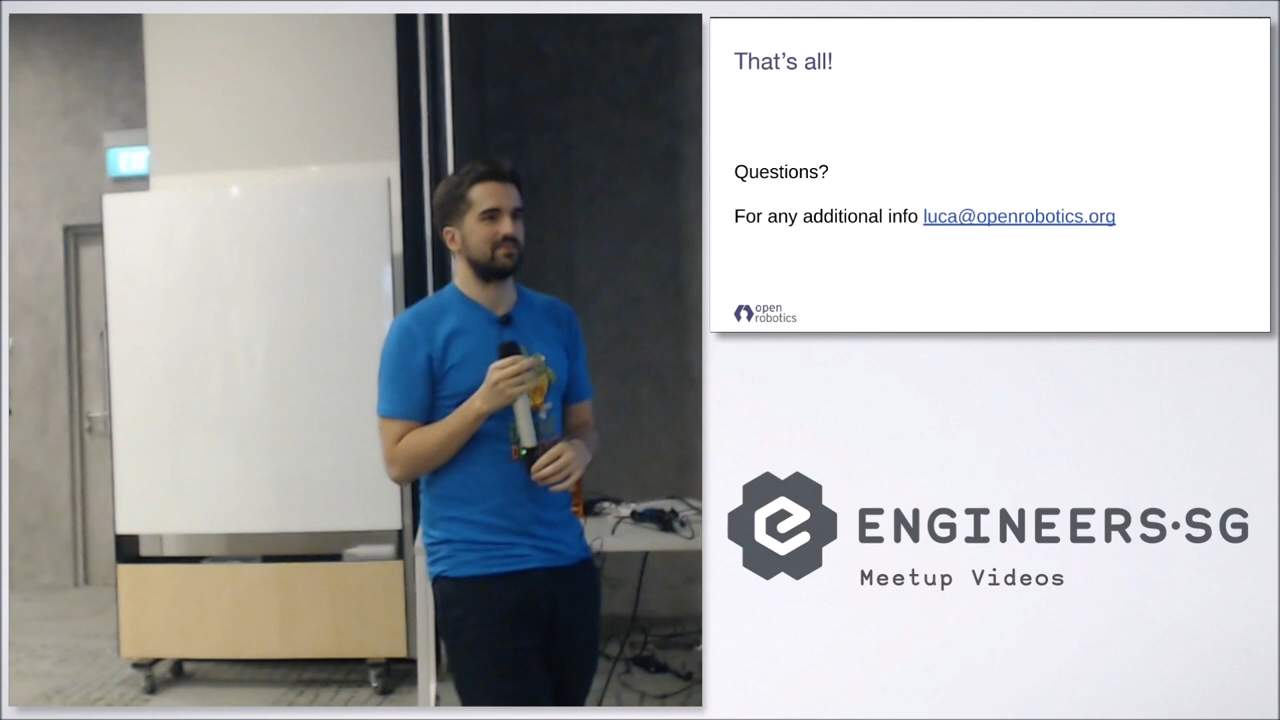 That's all!
Questions?
For any additional info luca@openrobotics.org
open
robotics
ENGINEERS·SG
Meetup Videos